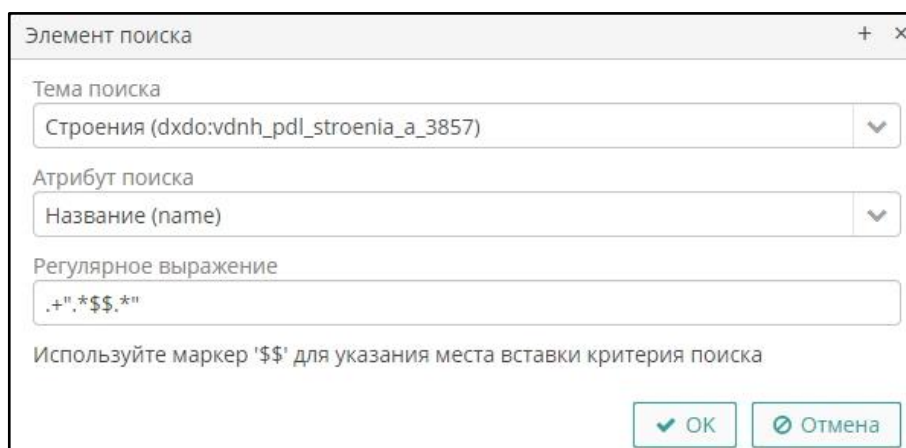 Элемент поиска
Тема поиска
Строения (dxdo:vdnh_pdl_stroenia_a_3857)
Атрибут поиска
Название (name)
Регулярное выражение
.+".*$$.*"
Используйте маркер '$$' для указания места вставки критерия поиска
OK Отмена